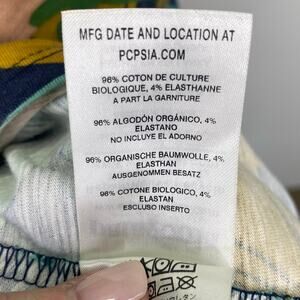 MFG DATE AND LOCATION AT
PCPSIA.COM
96% COTON DE CULTURE
BIOLOGIQUE, 4% ELASTHANNE
A PART LA GARNITURE
96% ALGODÓN ORGÁNICO, 4%
ELASTANO
NO INCLUYE EL ADORNO
96% ORGANISCHE BAUMWOLLE, 4%
ELASTHAN
AUSGENOMMEN BESATZ
96% COTONE BIOLOGICO, 4%
ELASTAN
ESCLUSO INSERTO